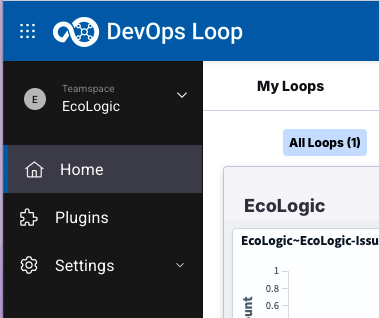 DevOps Loop
Teamspace
E
EcoLogic
My Loops
All Loops (1)
Home
Plugins
Settings
EcoLogic
EcoLogic~EcoLogic-Issu
1
0.8
0.6
ount